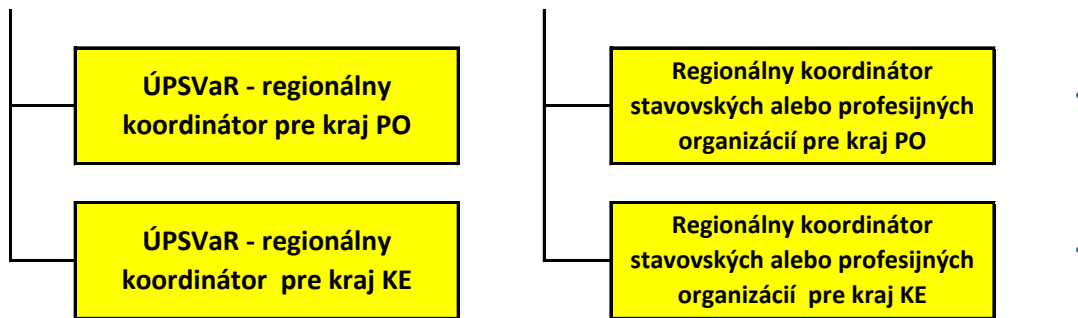 ÚPSVaR - regionálny
koordinátor pre kraj PO
Regionálny koordinátor
stavovských alebo profesijných
organizácií pre kraj PO
ÚPSVaR - regionálny
koordinátor  pre kraj KE
Regionálny koordinátor
stavovských alebo profesijných
organizácií  pre kraj KE